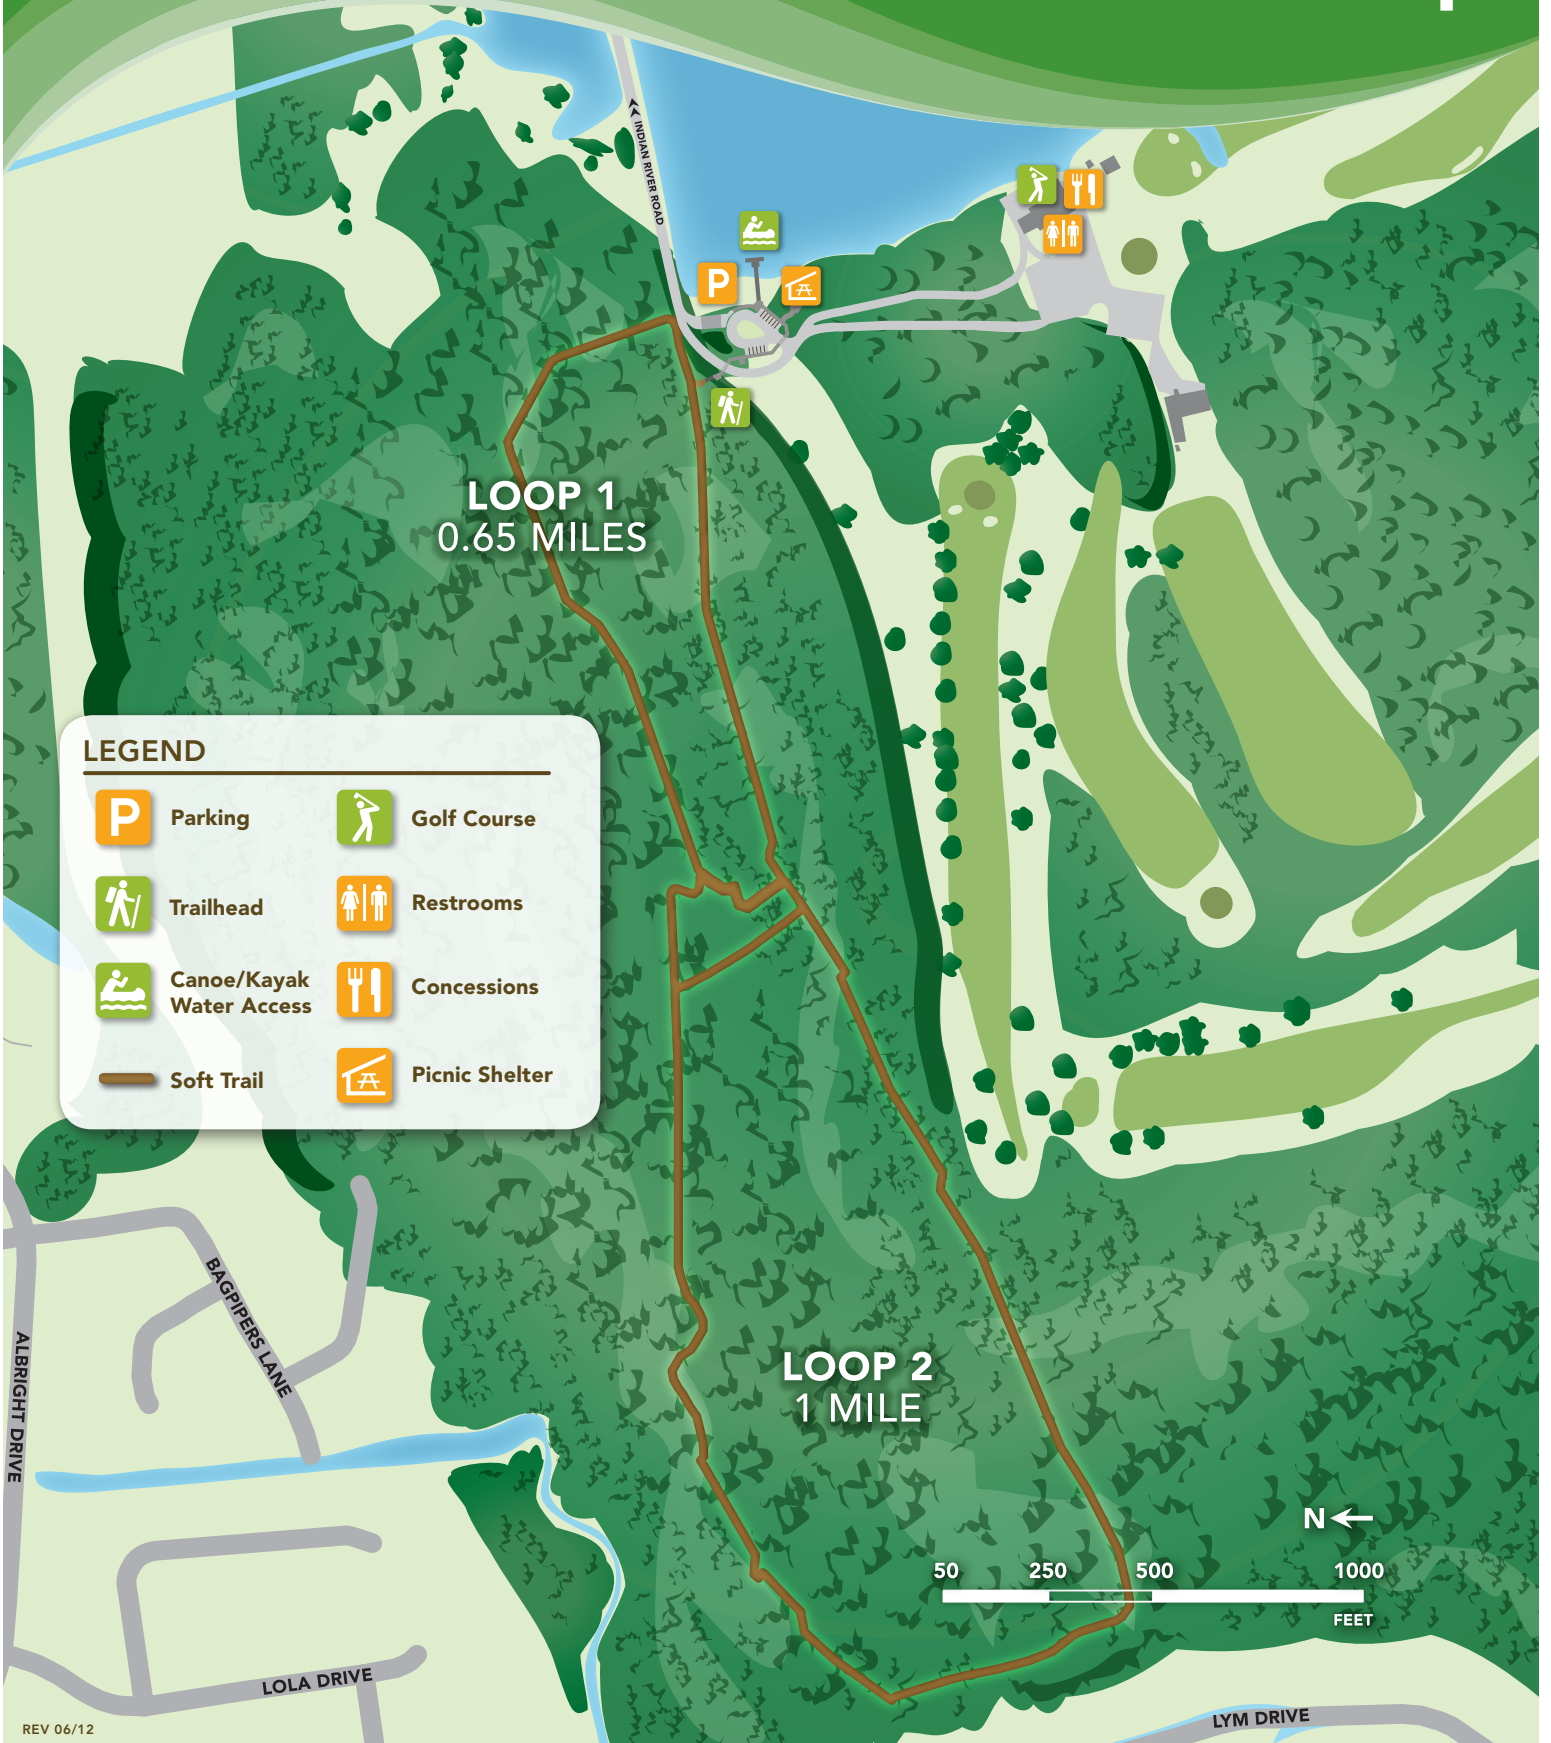 INDIAN RIVER ROAD
P
LOOP 1
0.65 MILES
LEGEND
P Parking
Golf Course
Trailhead
Restrooms
Canoe/Kayak
Water Access
Concessions
Soft Trail
Picnic Shelter
BAGPIPERS LANE
ALBRIGHT DRIVE
LOOP 2
1 MILE
N
50 250 500 1000
FEET
LOLA DRIVE
LYM DRIVE
REV 06/12